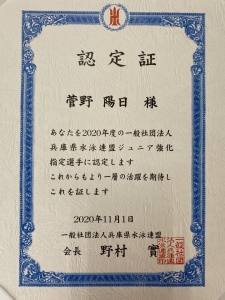 認定証
菅野 陽日 様
あなたを2020年度の一般社団法人
兵庫県水泳連盟ジュニア強化
指定選手に認定します
これからもより一層の活躍を期待し
これを証します
2020年11月1日
一般社団法人兵庫県水泳連盟
会長 野村 實